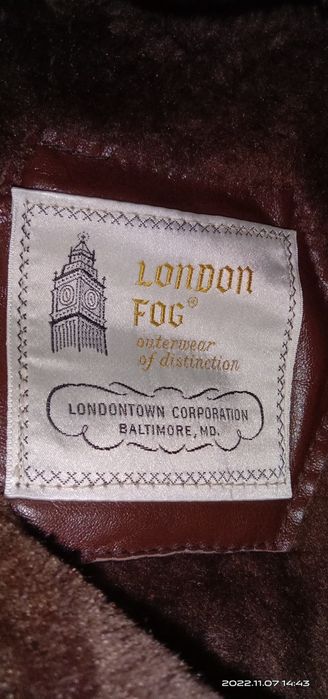 LONDON
FOG®
outerwear
of distinction
LONDONTOWN CORPORATION
BALTIMORE, MD.
2022.11.07 14:43